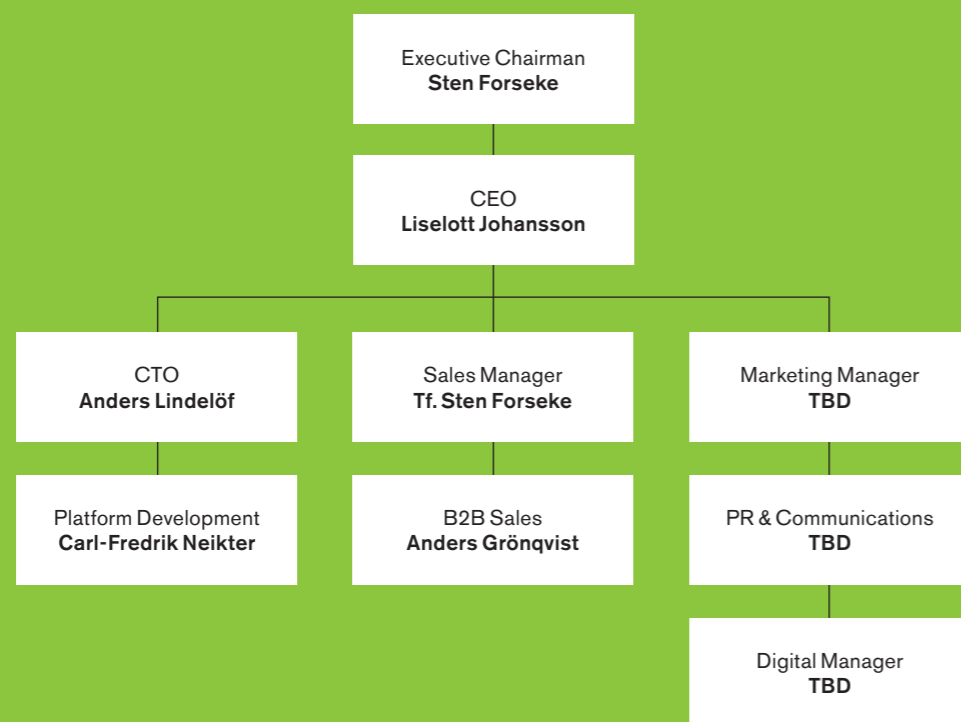 Executive Chairman
Sten Forseke
CEO
Liselott Johansson
CTO
Anders Lindelöf
Sales Manager
Tf. Sten Forseke
Marketing Manager
TBD
Platform Development
Carl-Fredrik Neikter
B2B Sales
Anders Grönqvist
PR & Communications
TBD
Digital Manager
TBD